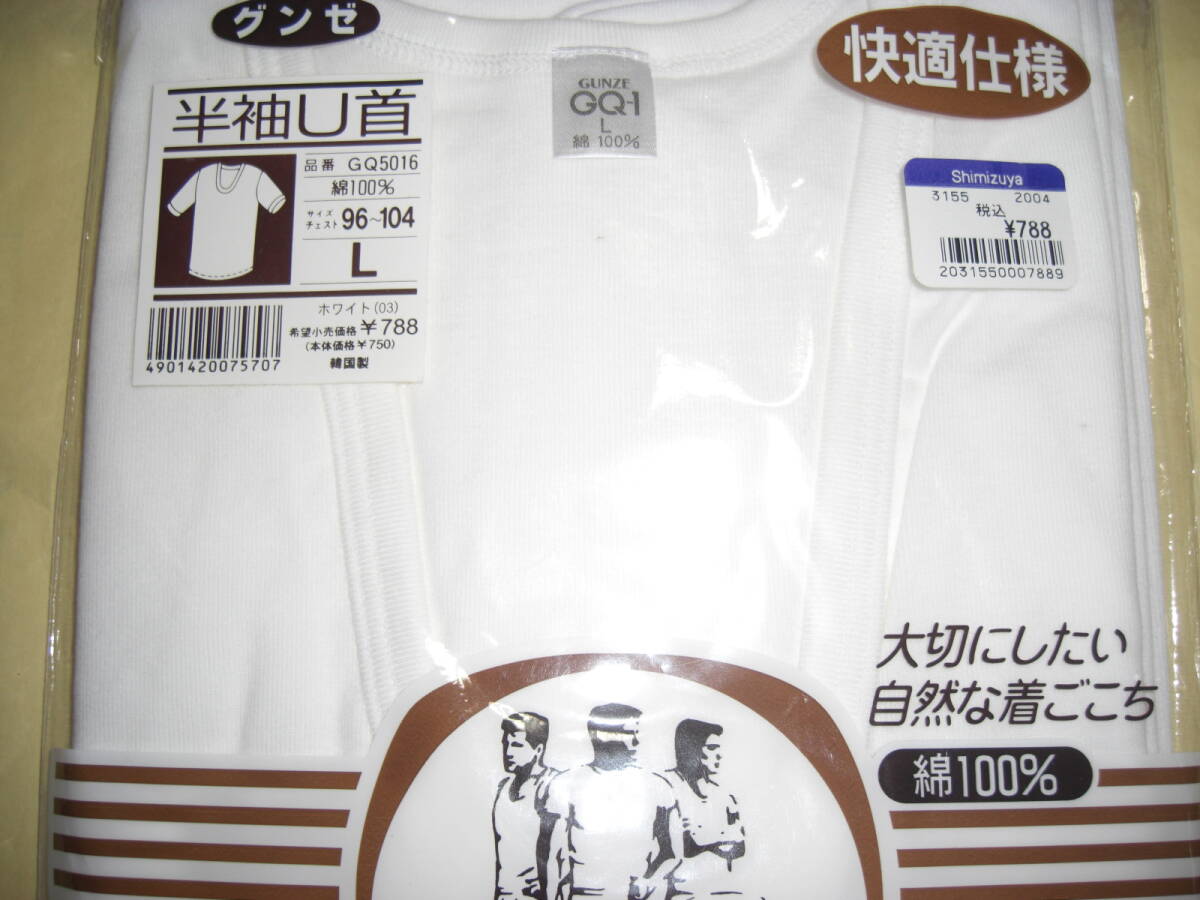 グンゼ
快適仕様
半袖U首
品番 GQ5016
綿100%
サイズ
チェスト 96~104
L
ホワイト(03)
希望小売価格 ¥788
(本体価格¥750)
4901420075707
韓国製
GUNZE
GQ-1
L
綿 100%
Shimizuya
3155 2004
税込
¥788
2031550007889
大切にしたい
自然な着ごこち
綿100%